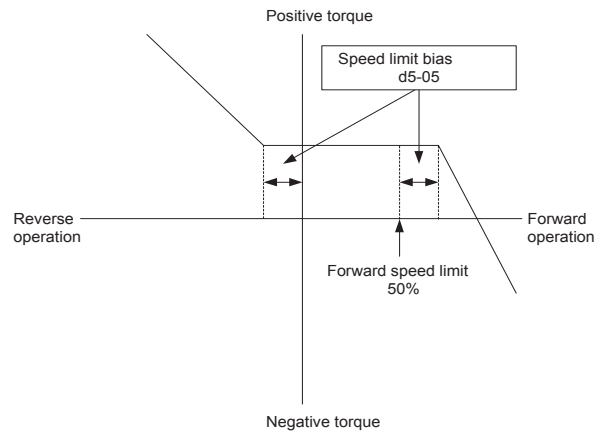 Positive torque
Speed limit bias
d5-05
Reverse
operation
Forward
operation
Forward speed limit
50%
Negative torque